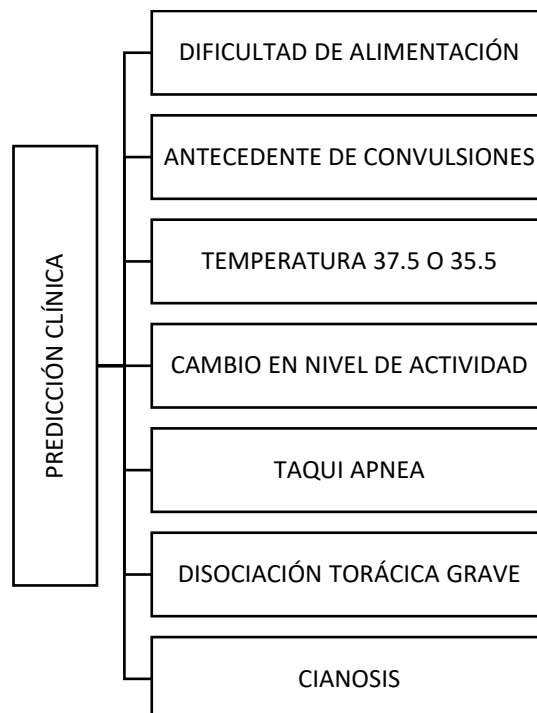 PREDICCIÓN CLÍNICA
DIFICULTAD DE ALIMENTACIÓN
ANTECEDENTE DE CONVULSIONES
TEMPERATURA 37.5 O 35.5
CAMBIO EN NIVEL DE ACTIVIDAD
TAQUI APNEA
DISOCIACIÓN TORÁCICA GRAVE
CIANOSIS